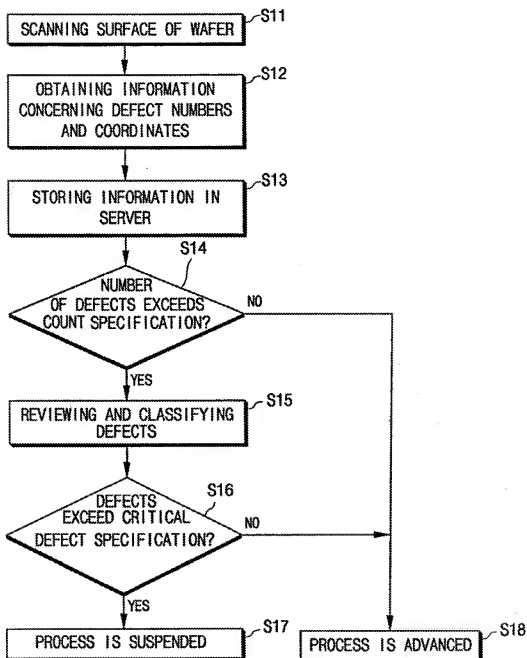 SCANNING SURFACE OF WAFER
S11
OBTAINING INFORMATION
CONCERNING DEFECT NUMBERS
AND COORDINATES
S12
STORING INFORMATION IN
SERVER
S13
S14
NUMBER
OF DEFECTS EXCEEDS
COUNT SPECIFICATION?
NO
YES
REVIEWING AND CLASSIFYING
DEFECTS
S15
S16
DEFECTS
EXCEED CRITICAL
DEFECT SPECIFICATION?
NO
YES
PROCESS IS SUSPENDED
S17
PROCESS IS ADVANCED
S18